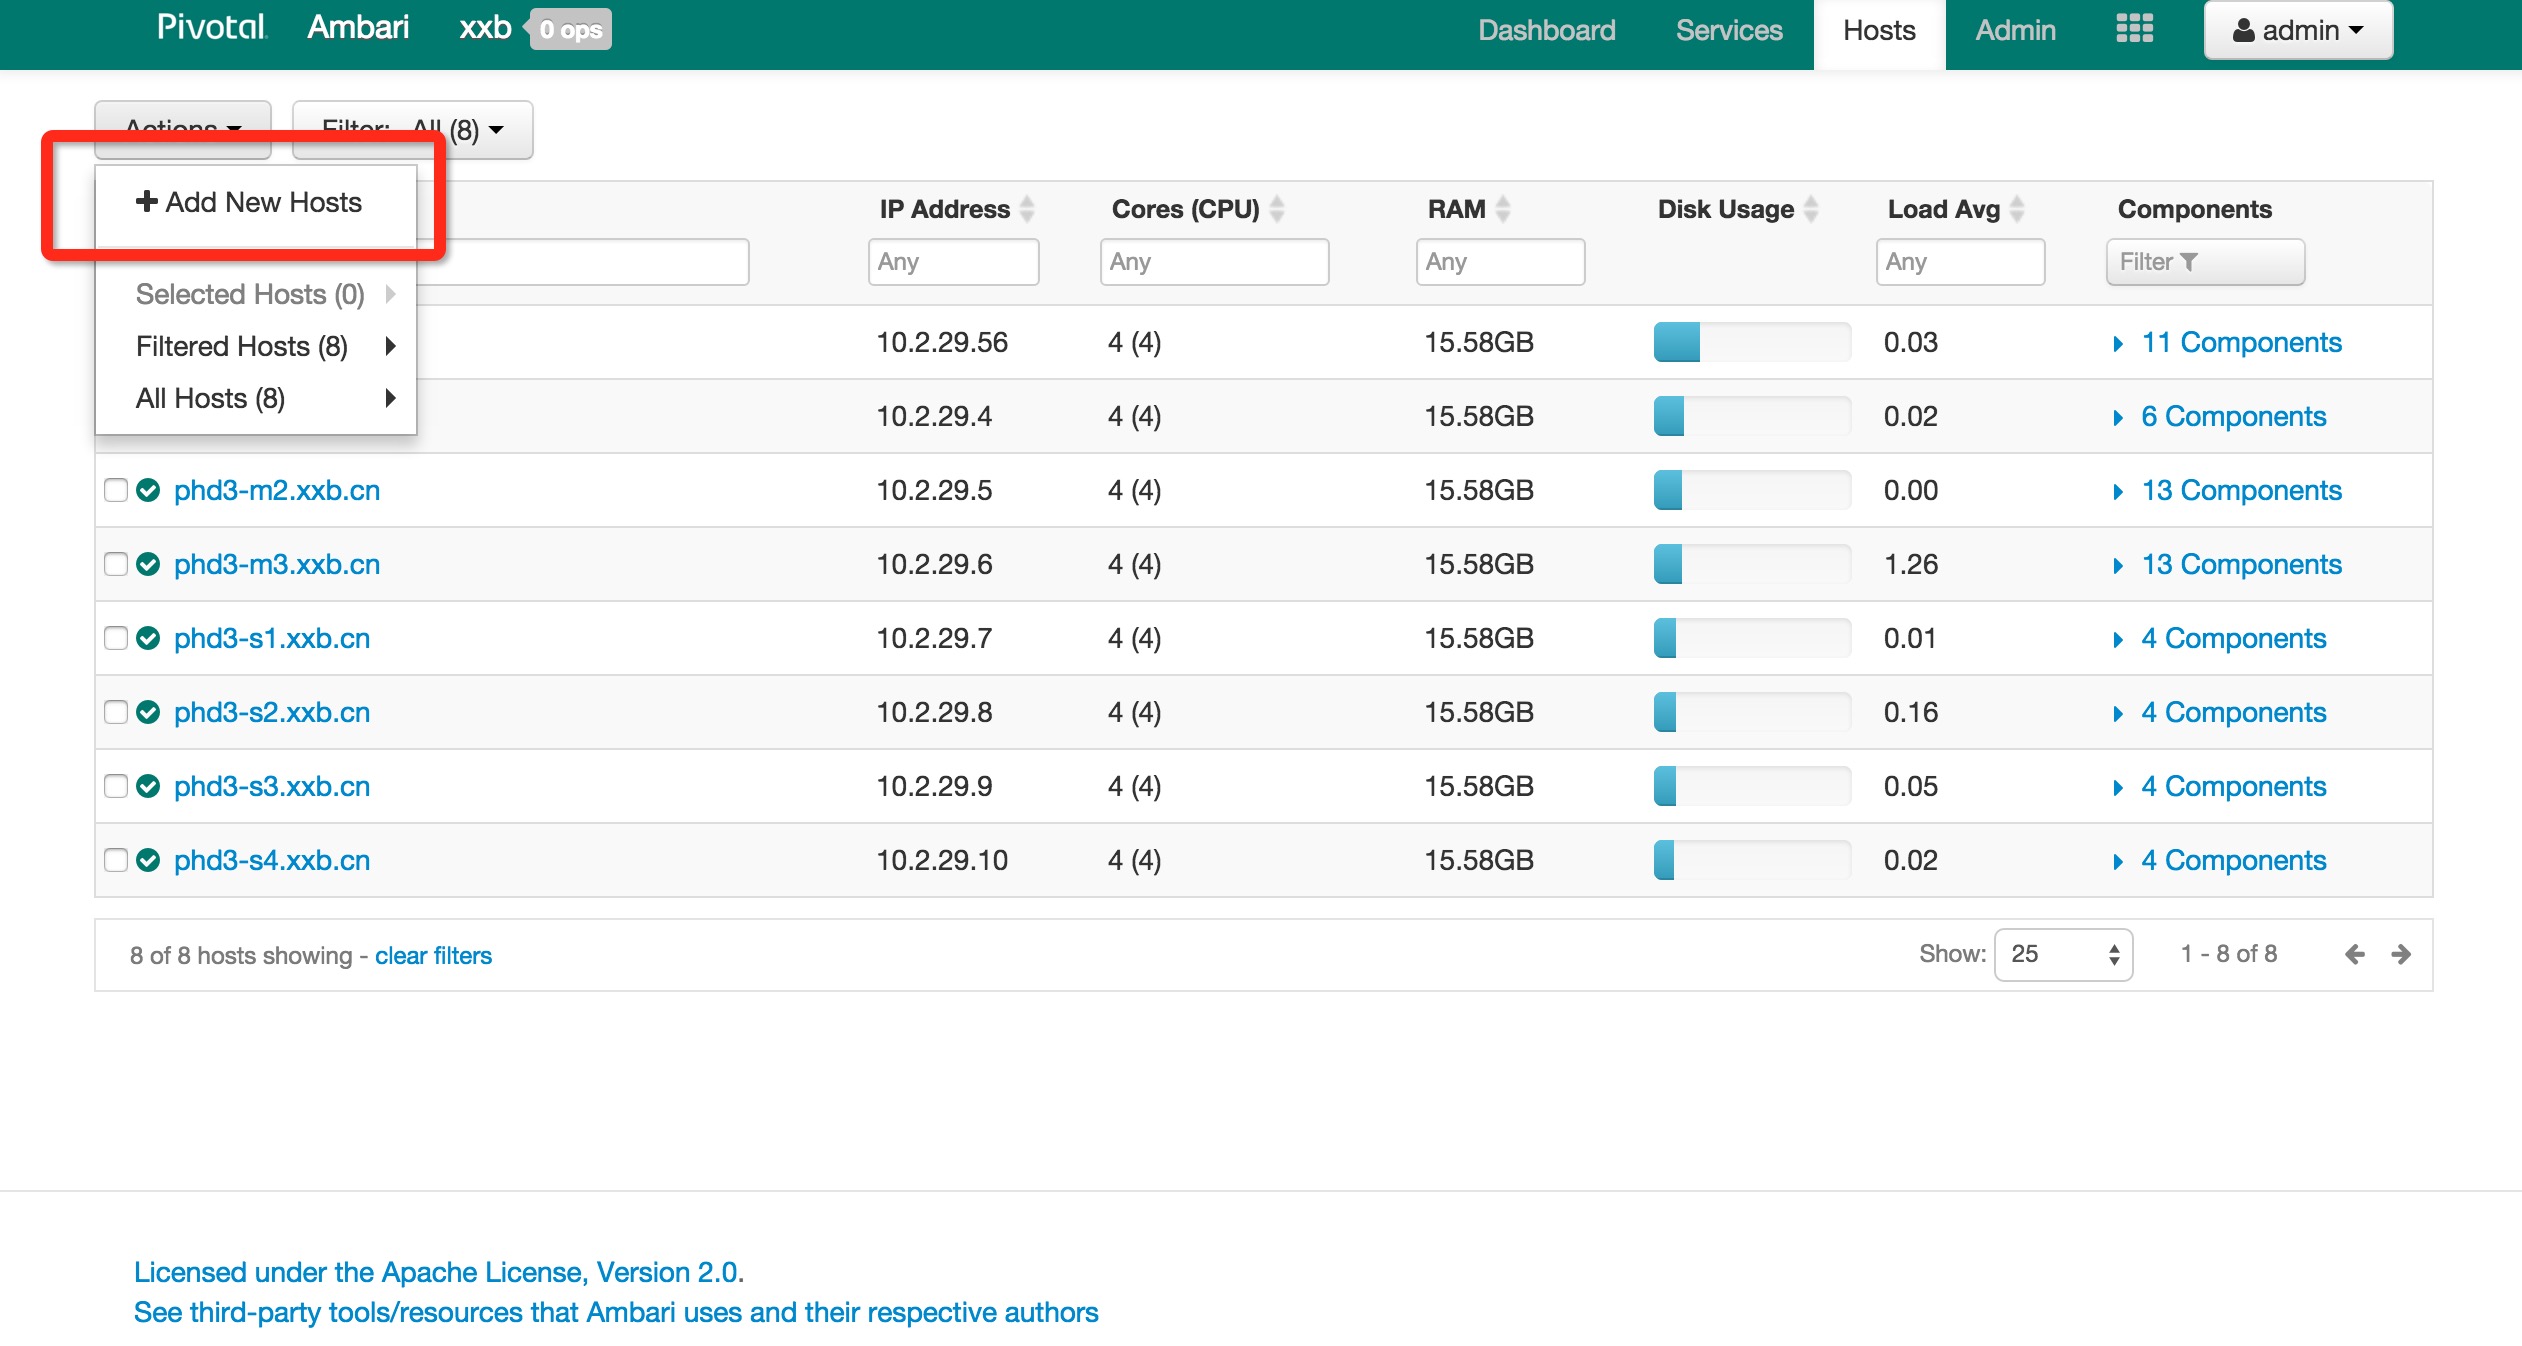 Pivotal. Ambari xxb 0 ops Dashboard Services Hosts Admin admin
Actions Filter: All (8)
Add New Hosts
Selected Hosts (0)
Filtered Hosts (8)
All Hosts (8)
IP Address Cores (CPU) RAM Disk Usage Load Avg Components
Any Any Any Any Filter
10.2.29.56 4 (4) 15.58GB 0.03 11 Components
10.2.29.4 4 (4) 15.58GB 0.02 6 Components
phd3-m2.xxb.cn 10.2.29.5 4 (4) 15.58GB 0.00 13 Components
phd3-m3.xxb.cn 10.2.29.6 4 (4) 15.58GB 1.26 13 Components
phd3-s1.xxb.cn 10.2.29.7 4 (4) 15.58GB 0.01 4 Components
phd3-s2.xxb.cn 10.2.29.8 4 (4) 15.58GB 0.16 4 Components
phd3-s3.xxb.cn 10.2.29.9 4 (4) 15.58GB 0.05 4 Components
phd3-s4.xxb.cn 10.2.29.10 4 (4) 15.58GB 0.02 4 Components
8 of 8 hosts showing - clear filters Show: 25 1 - 8 of 8
Licensed under the Apache License, Version 2.0.
See third-party tools/resources that Ambari uses and their respective authors